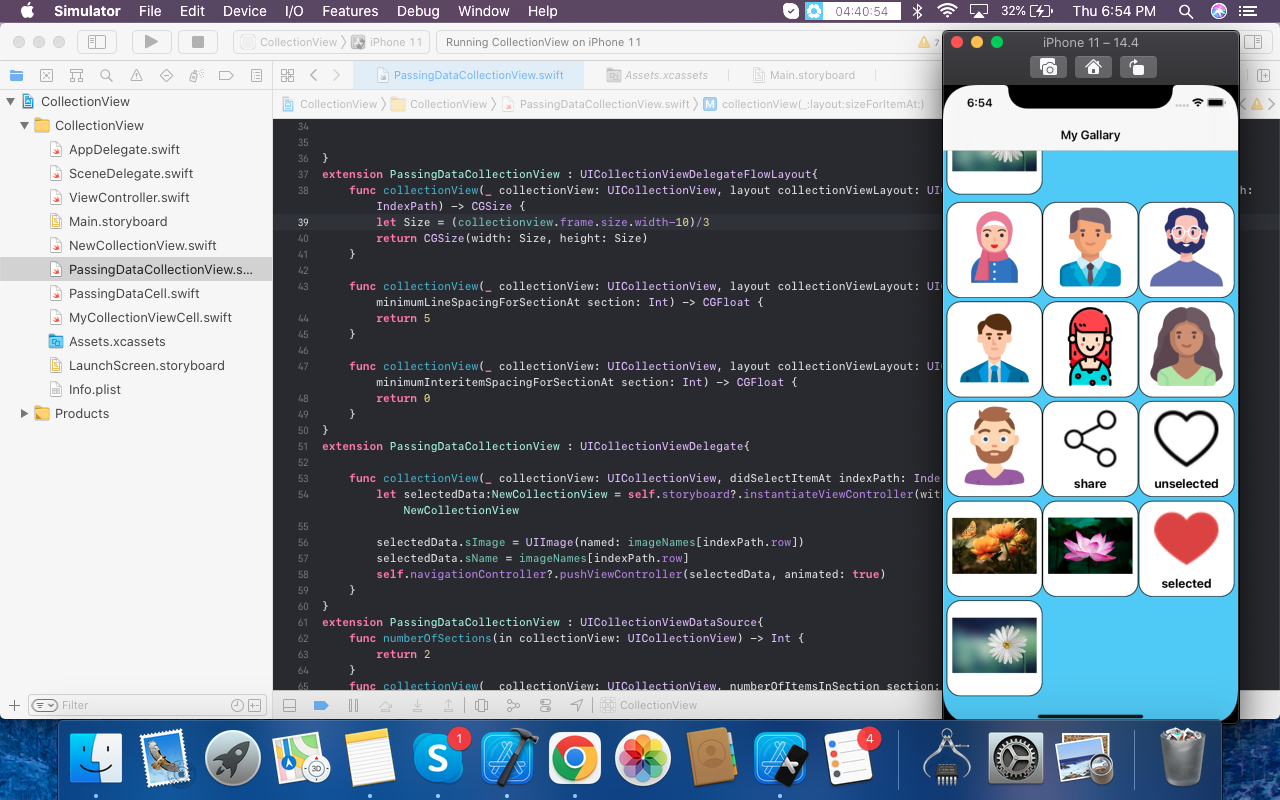 Simulator File Edit Device I/O Features Debug Window Help 04:40:54 32% Thu 6:54 PM
CollectionView iPhone 11 Running CollectionView on iPhone 11 7
PassingDataCollectionView.swift Assets.xcassets Main.storyboard
CollectionView CollectionView PassingDataCollectionView.swift M collectionView(_:layout:sizeForItemAt:)
CollectionView
CollectionView
AppDelegate.swift
SceneDelegate.swift
ViewController.swift
Main.storyboard
NewCollectionView.swift
PassingDataCollectionView.s...
PassingDataCell.swift
MyCollectionViewCell.swift
Assets.xcassets
LaunchScreen.storyboard
Info.plist
Products
Filter
34
35
36 }
37 extension PassingDataCollectionView : UICollectionViewDelegateFlowLayout{
38 func collectionView(_ collectionView: UICollectionView, layout collectionViewLayout: UI
IndexPath) -> CGSize {
39 let Size = (collectionview.frame.size.width-10)/3
40 return CGSize(width: Size, height: Size)
41 }
42
43 func collectionView(_ collectionView: UICollectionView, layout collectionViewLayout: UI
minimumLineSpacingForSectionAt section: Int) -> CGFloat {
44 return 5
45 }
46
47 func collectionView(_ collectionView: UICollectionView, layout collectionViewLayout: UI
minimumInteritemSpacingForSectionAt section: Int) -> CGFloat {
48 return 0
49 }
50 }
51 extension PassingDataCollectionView : UICollectionViewDelegate{
52
53 func collectionView(_ collectionView: UICollectionView, didSelectItemAt indexPath: Inde
54 let selectedData:NewCollectionView = self.storyboard?.instantiateViewController(wit
NewCollectionView
55
56 selectedData.sImage = UIImage(named: imageNames[indexPath.row])
57 selectedData.sName = imageNames[indexPath.row]
58 self.navigationController?.pushViewController(selectedData, animated: true)
59 }
60 }
61 extension PassingDataCollectionView : UICollectionViewDataSource{
62 func numberOfSections(in collectionView: UICollectionView) -> Int {
63 return 2
64 }
65 func collectionView(_ collectionView: UICollectionView, numberOfItemsInSection section:
CollectionView
iPhone 11 – 14.4
6:54
My Gallary
share unselected
selected
1 3D 4